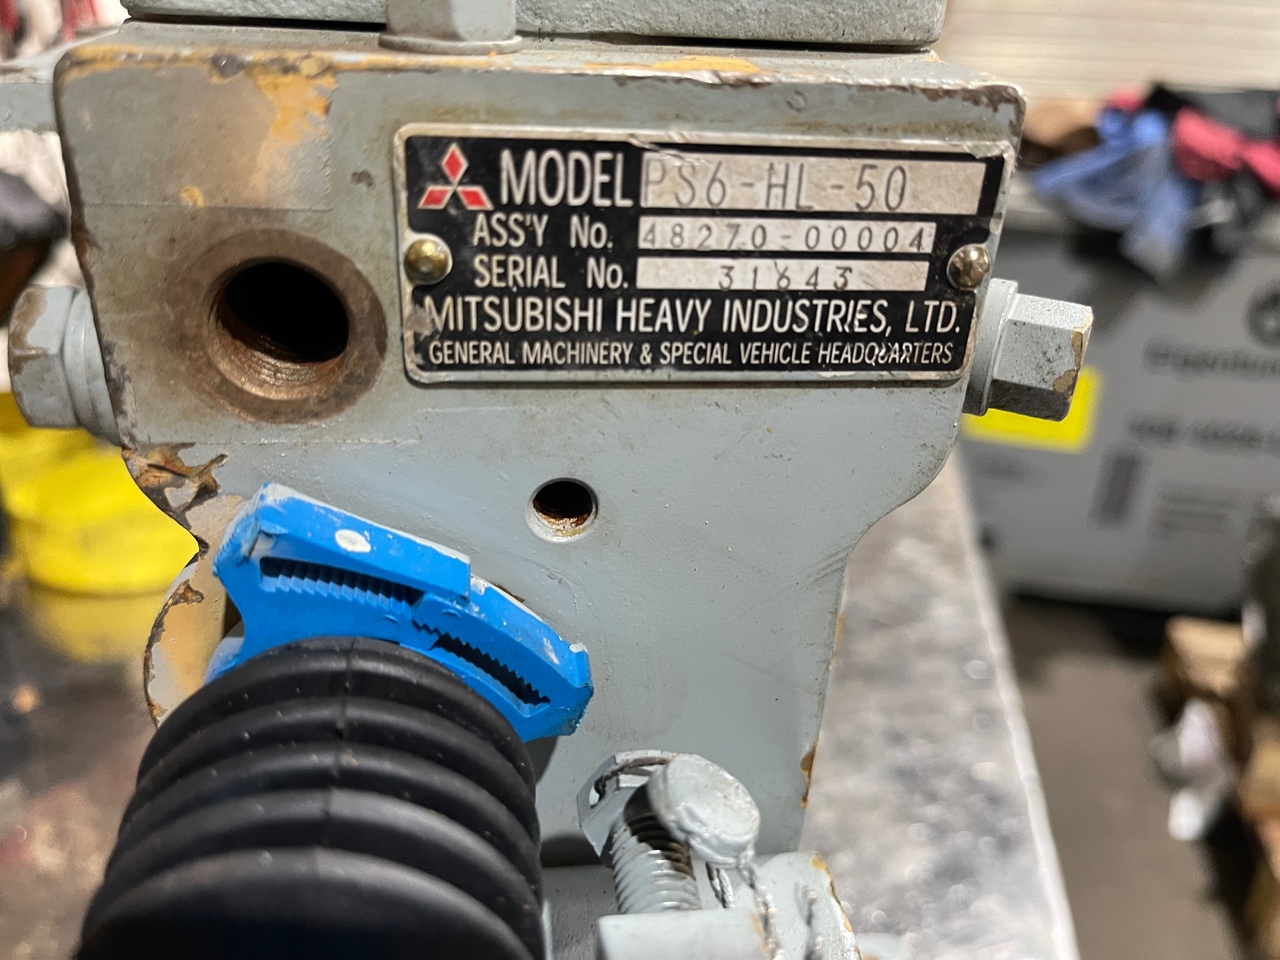 MODEL PS6-HL-50
ASS'Y No. 48270-00004
SERIAL No. 31643
MITSUBISHI HEAVY INDUSTRIES, LTD.
GENERAL MACHINERY & SPECIAL VEHICLE HEADQUARTERS